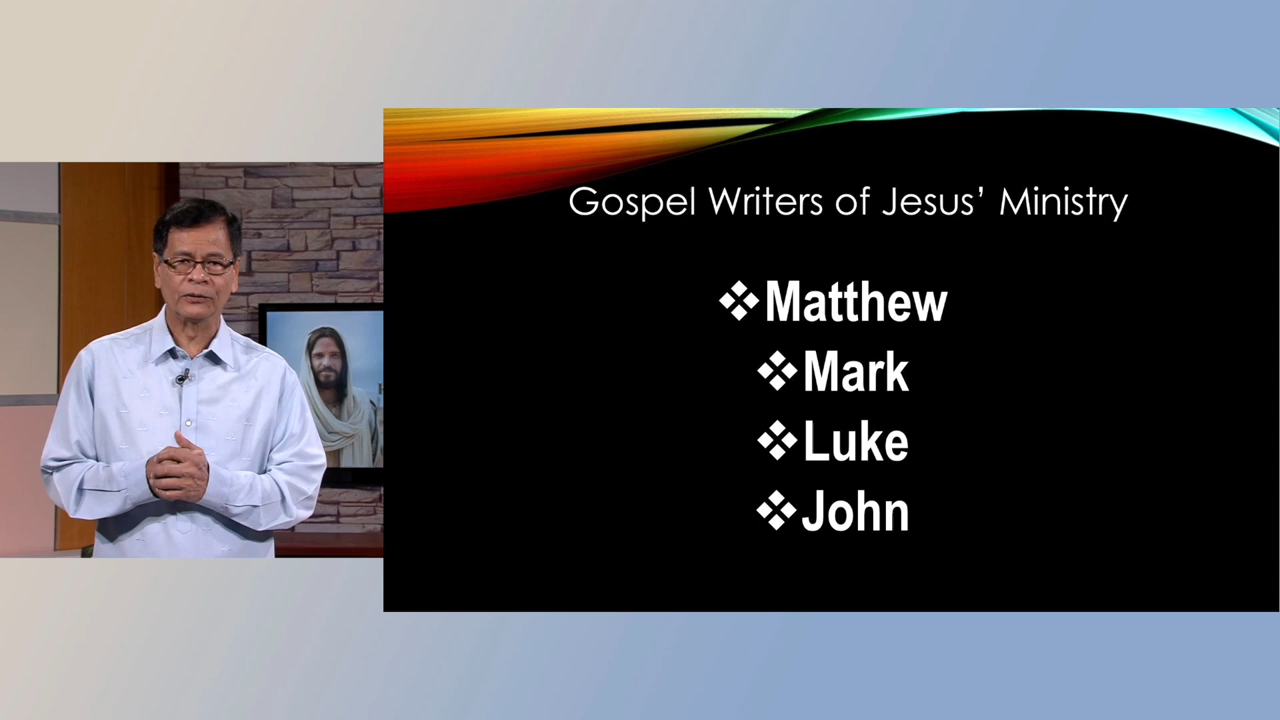 Gospel Writers of Jesus’ Ministry
❖Matthew
❖Mark
❖Luke
❖John